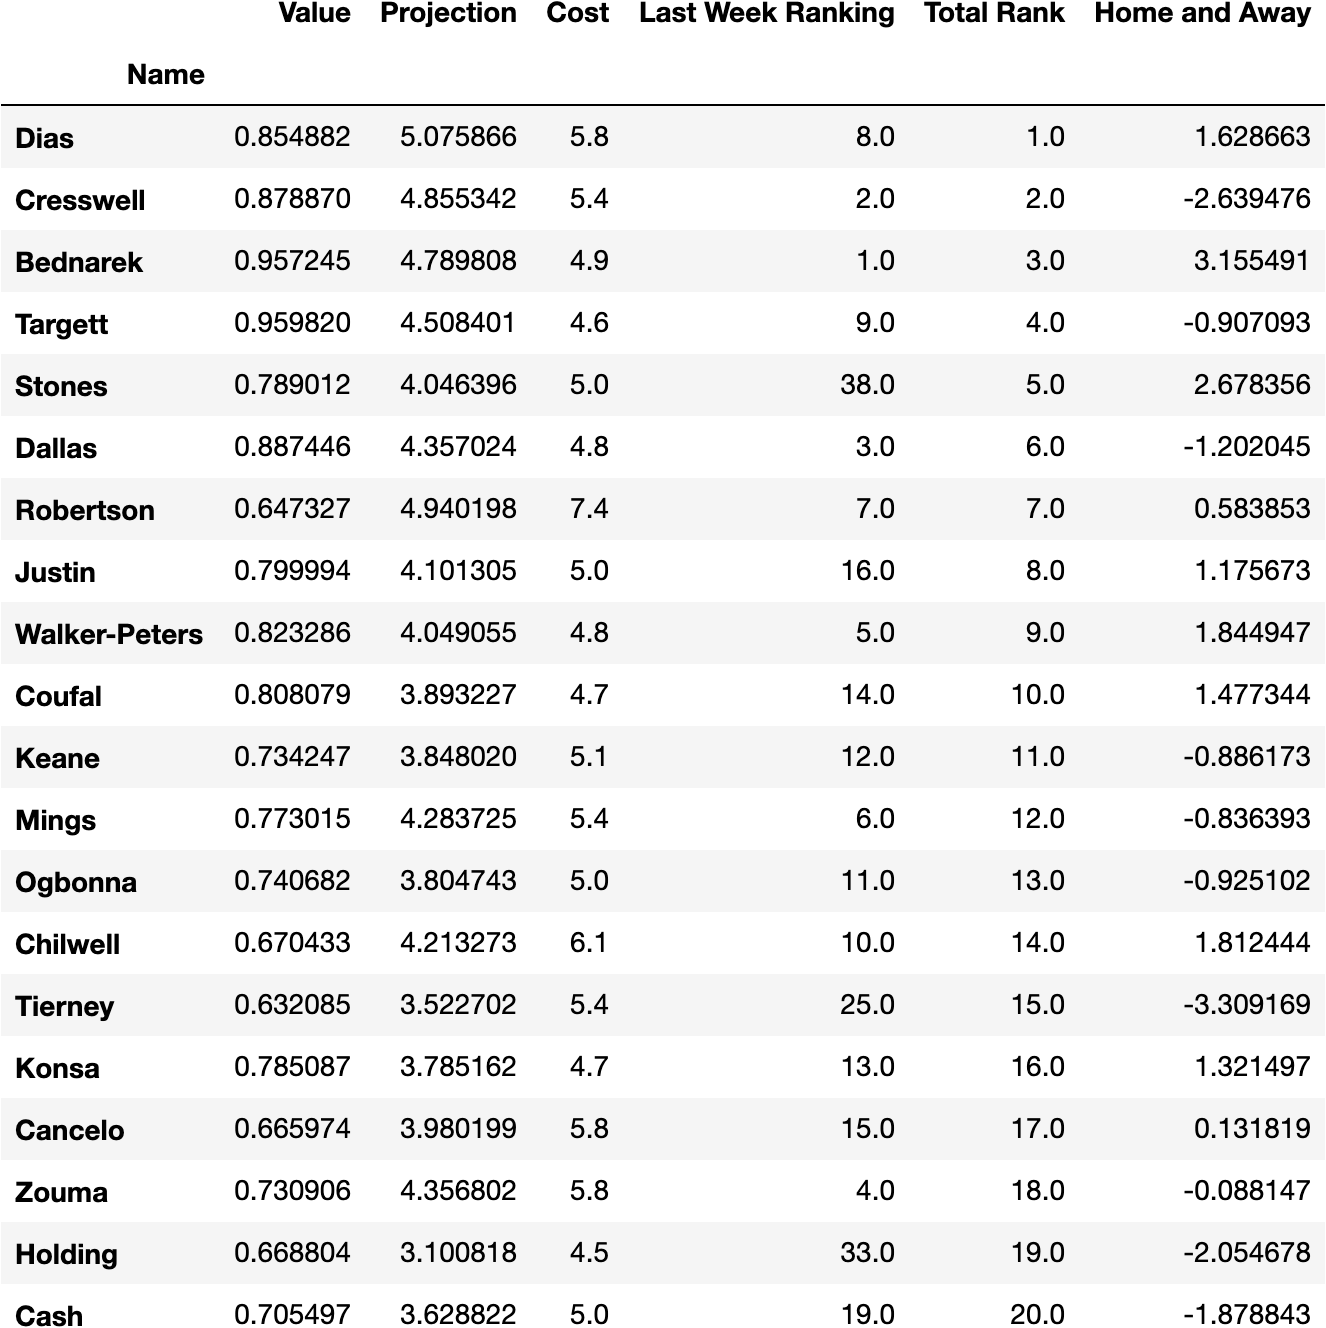 Value Projection Cost Last Week Ranking Total Rank Home and Away
Name
Dias 0.854882 5.075866 5.8 8.0 1.0 1.628663
Cresswell 0.878870 4.855342 5.4 2.0 2.0 -2.639476
Bednarek 0.957245 4.789808 4.9 1.0 3.0 3.155491
Targett 0.959820 4.508401 4.6 9.0 4.0 -0.907093
Stones 0.789012 4.046396 5.0 38.0 5.0 2.678356
Dallas 0.887446 4.357024 4.8 3.0 6.0 -1.202045
Robertson 0.647327 4.940198 7.4 7.0 7.0 0.583853
Justin 0.799994 4.101305 5.0 16.0 8.0 1.175673
Walker-Peters 0.823286 4.049055 4.8 5.0 9.0 1.844947
Coufal 0.808079 3.893227 4.7 14.0 10.0 1.477344
Keane 0.734247 3.848020 5.1 12.0 11.0 -0.886173
Mings 0.773015 4.283725 5.4 6.0 12.0 -0.836393
Ogbonna 0.740682 3.804743 5.0 11.0 13.0 -0.925102
Chilwell 0.670433 4.213273 6.1 10.0 14.0 1.812444
Tierney 0.632085 3.522702 5.4 25.0 15.0 -3.309169
Konsa 0.785087 3.785162 4.7 13.0 16.0 1.321497
Cancelo 0.665974 3.980199 5.8 15.0 17.0 0.131819
Zouma 0.730906 4.356802 5.8 4.0 18.0 -0.088147
Holding 0.668804 3.100818 4.5 33.0 19.0 -2.054678
Cash 0.705497 3.628822 5.0 19.0 20.0 -1.878843